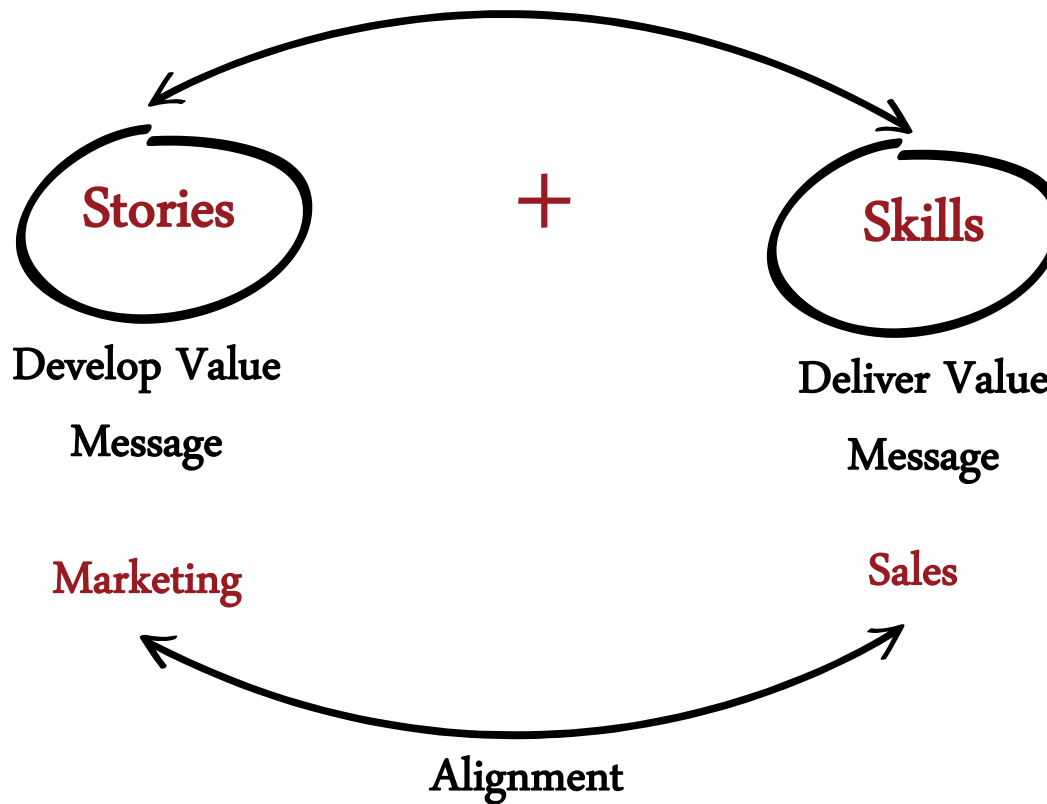 Stories
+
Skills
Develop Value
Message
Deliver Value
Message
Marketing
Sales
Alignment